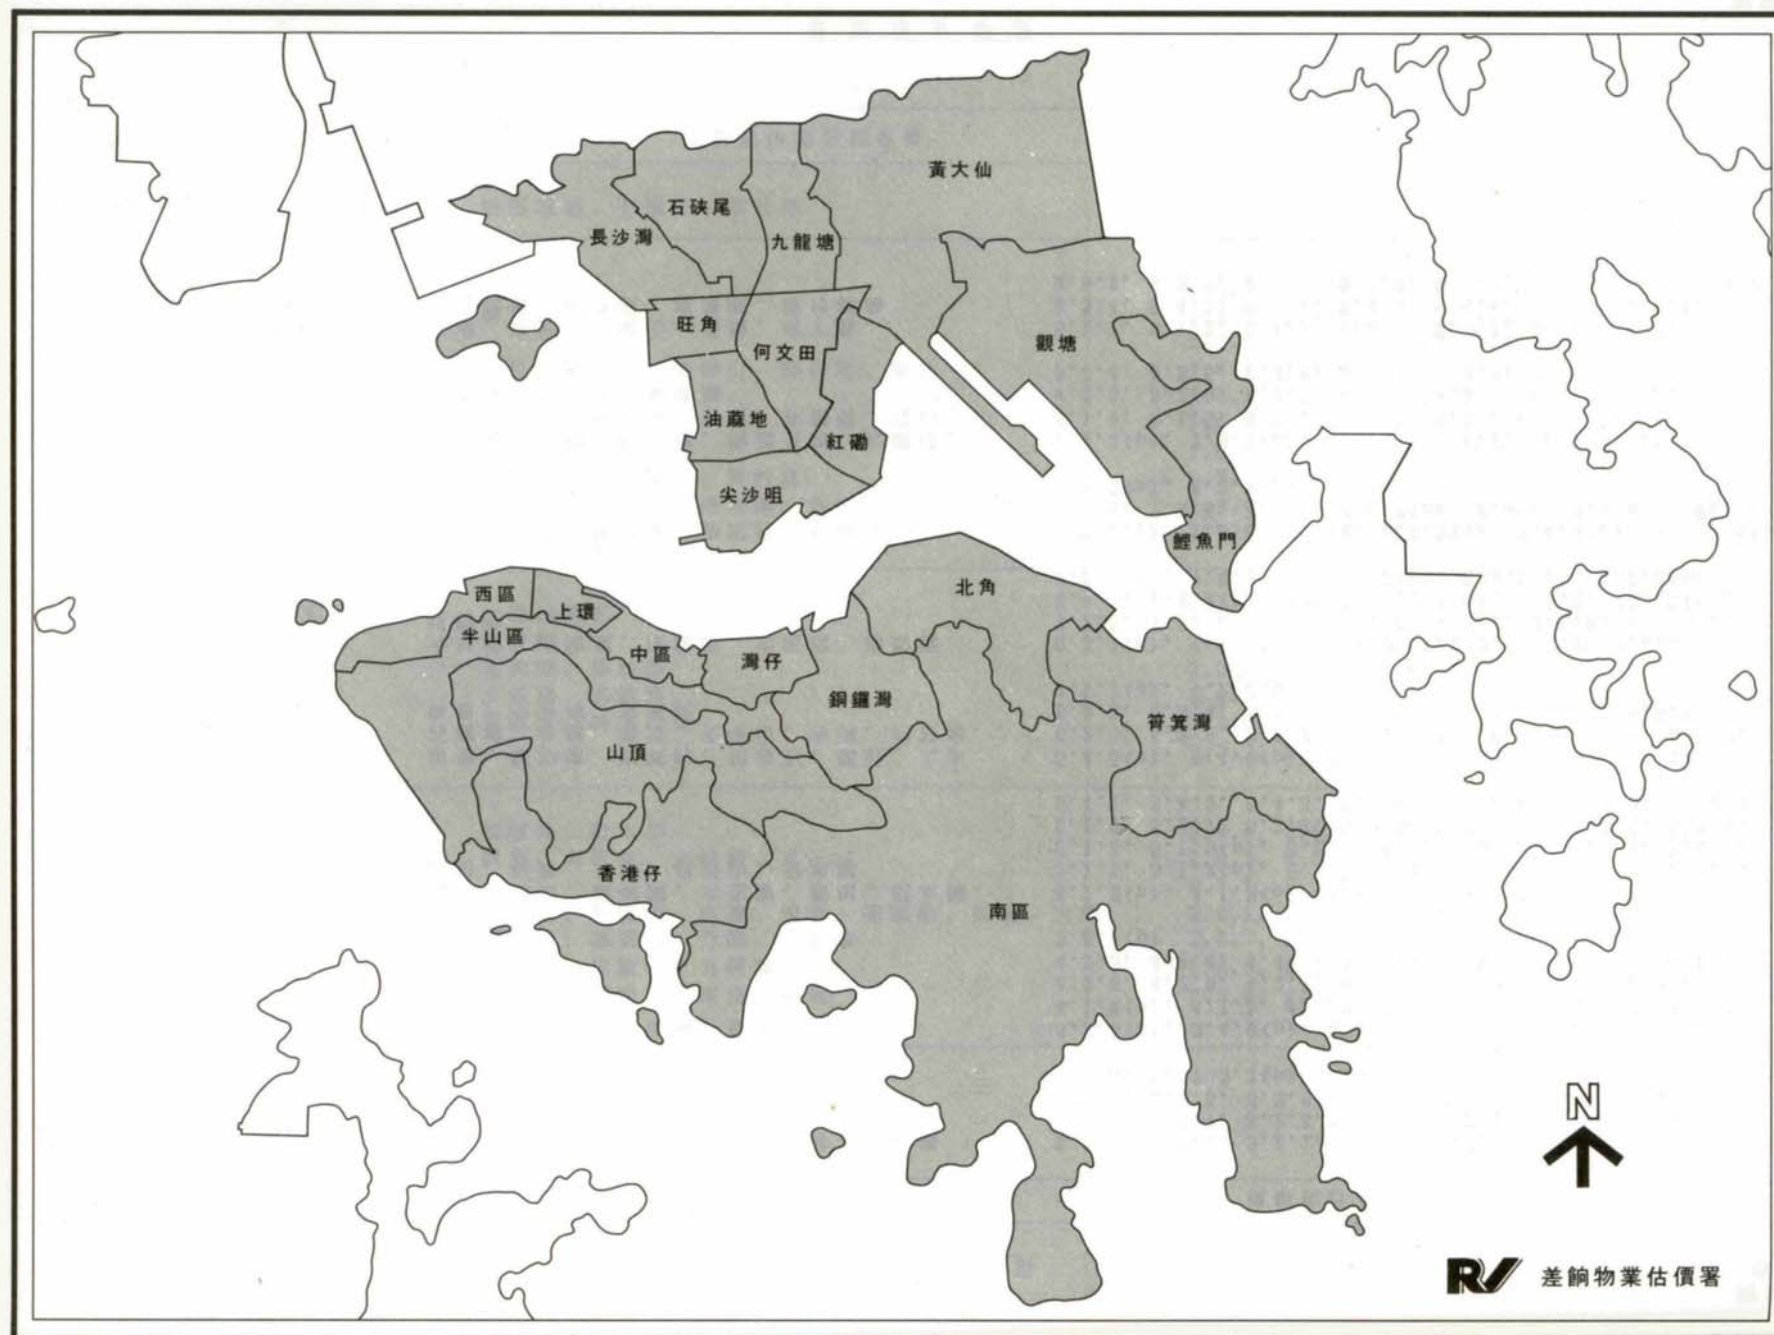 黃大仙
石硤尾
長沙灣
九龍塘
旺角
何文田
觀塘
油蔴地
紅磡
尖沙咀
鯉魚門
北角
西區
上環
半山區
中區
灣仔
銅鑼灣
筲箕灣
山頂
香港仔
南區
N
RV 差餉物業估價署